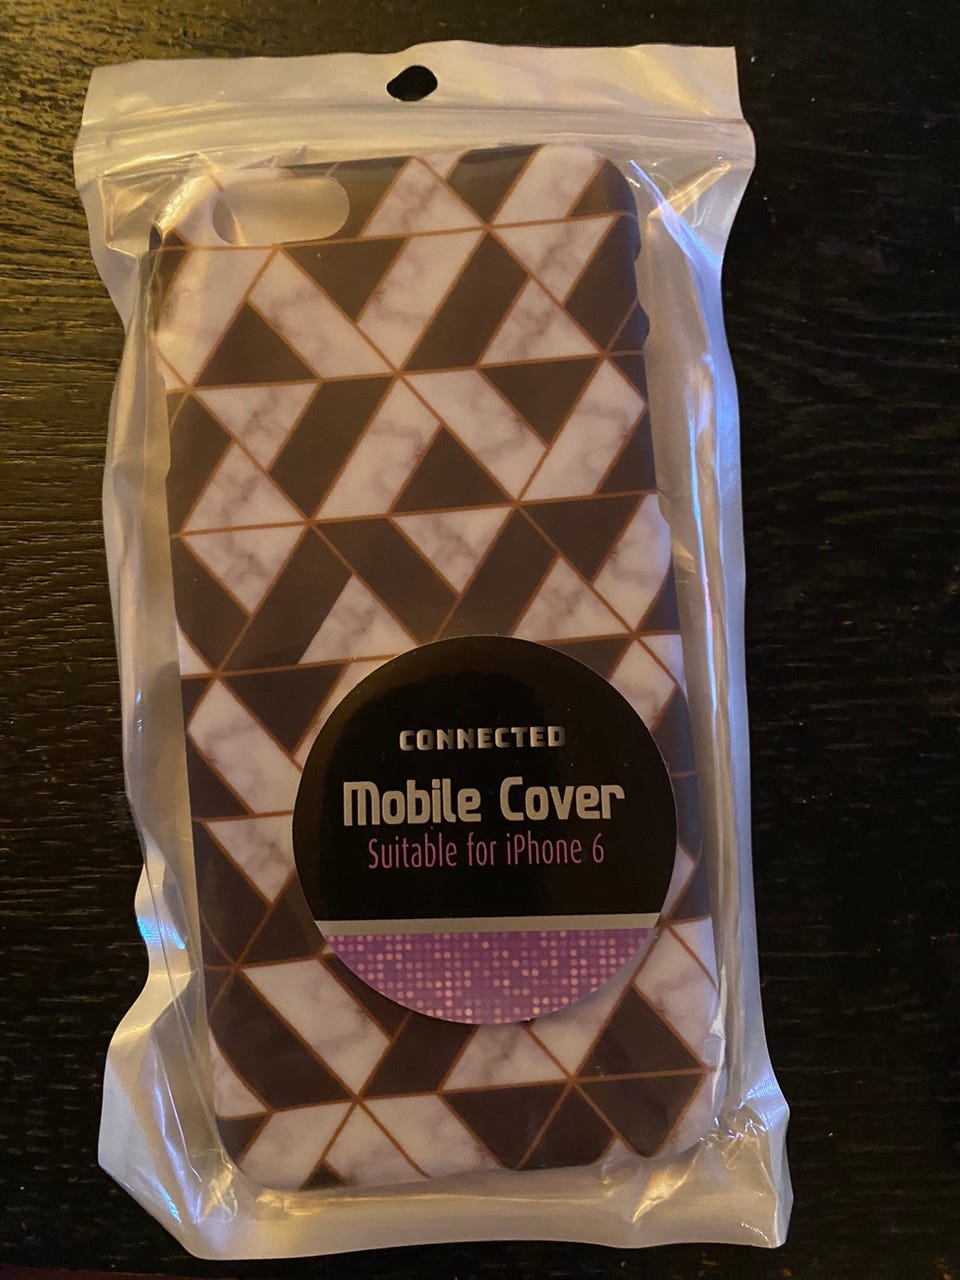 CONNECTED
Mobile Cover
Suitable for iPhone 6